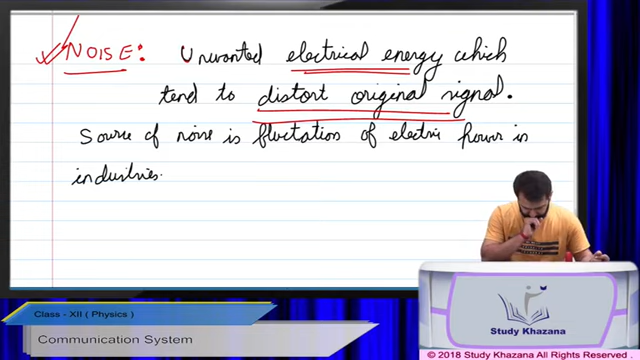 NOISE: Unwanted electrical energy which
tend to distort original signal.
Source of noise is fluctation of electric power in
industries.
Study Khazana
Class - XII ( Physics )
Communication System
© 2018 Study Khazana. All Rights Reserved.